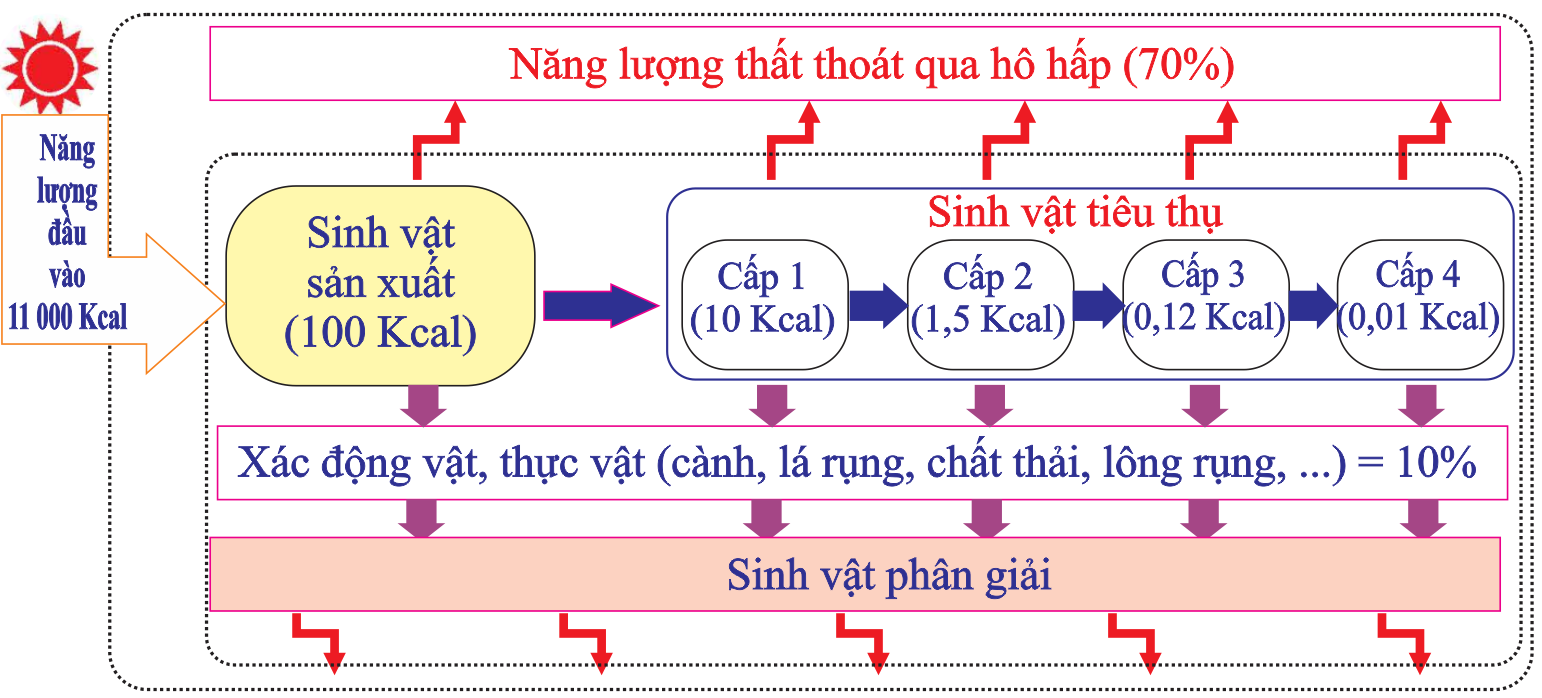 Năng lượng thất thoát qua hô hấp (70%)
Năng
lượng
đầu
vào
11 000 Kcal
Sinh vật
sản xuất
(100 Kcal)
Sinh vật tiêu thụ
Cấp 1
(10 Kcal)
Cấp 2
(1,5 Kcal)
Cấp 3
(0,12 Kcal)
Cấp 4
(0,01 Kcal)
Xác động vật, thực vật (cành, lá rụng, chất thải, lông rụng, ...) = 10%
Sinh vật phân giải